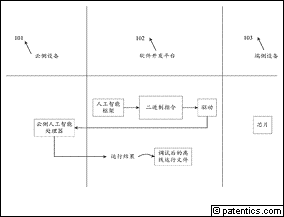 101
102
103
云侧设备
软件开发平台
端侧设备
人工智能
框架
二进制指令
驱动
云侧人工智能
处理器
芯片
运行结果
调试后的离
线运行文件
© patentics.com